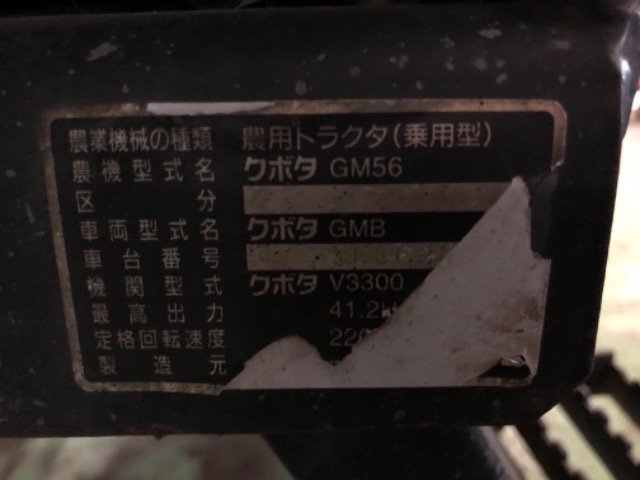 農業機械の種類 農用トラクタ(乗用型)
農機型式名 クボタ GM56
区分
車両型式名 クボタ GMB
車台番号
機関型式 クボタ V3300
最高出力 41.2
定格回転速度 220
製造元